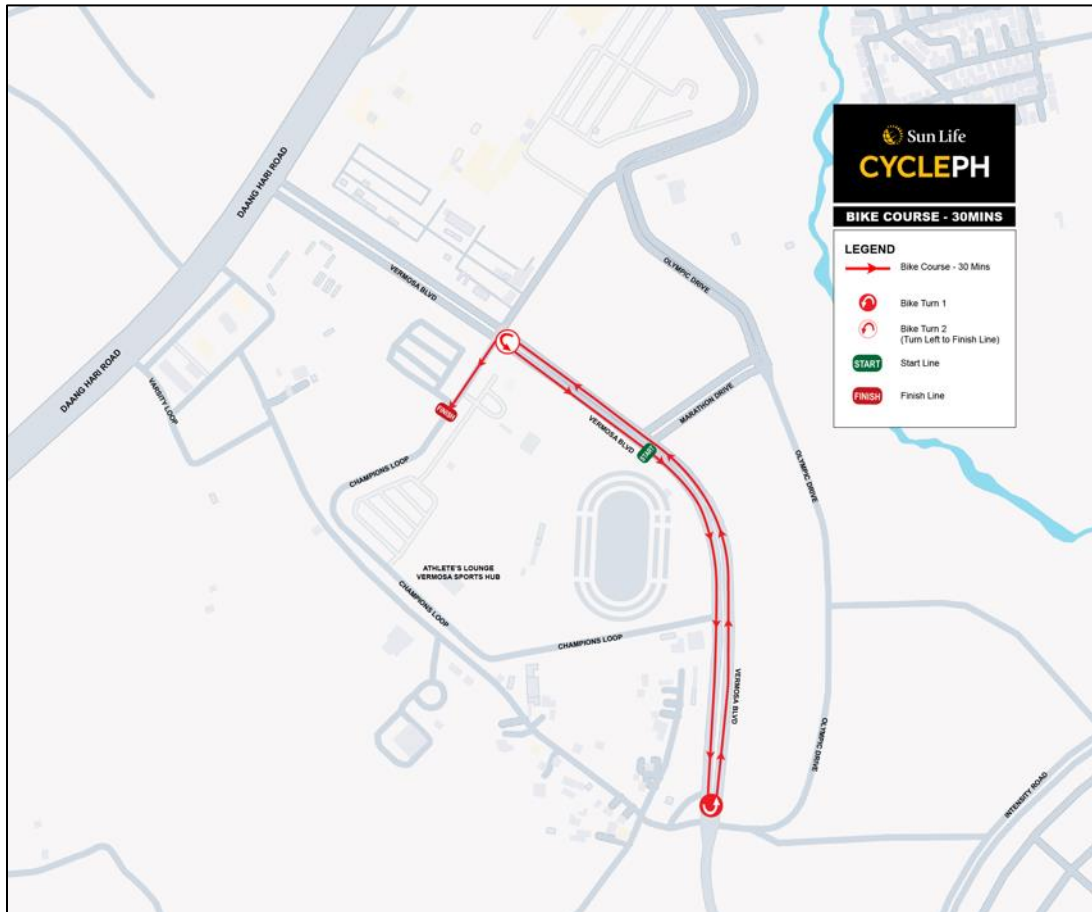 DAANG HARI ROAD
VERMOSA BLVD
OLYMPIC DRIVE
Sun Life
CYCLEPH
BIKE COURSE - 30MINS
LEGEND
Bike Course - 30 Mins
Bike Turn 1
Bike Turn 2
(Turn Left to Finish Line)
START
Start Line
FINISH
Finish Line
DAANG HARI ROAD
VARSITY LOOP
FINISH
MARATHON DRIVE
VERMOSA BLVD
START
CHAMPIONS LOOP
OLYMPIC DRIVE
ATHLETE'S LOUNGE
VERMOSA SPORTS HUB
CHAMPIONS LOOP
CHAMPIONS LOOP
VERMOSA BLVD
OLYMPIC DRIVE
INTENSITY ROAD